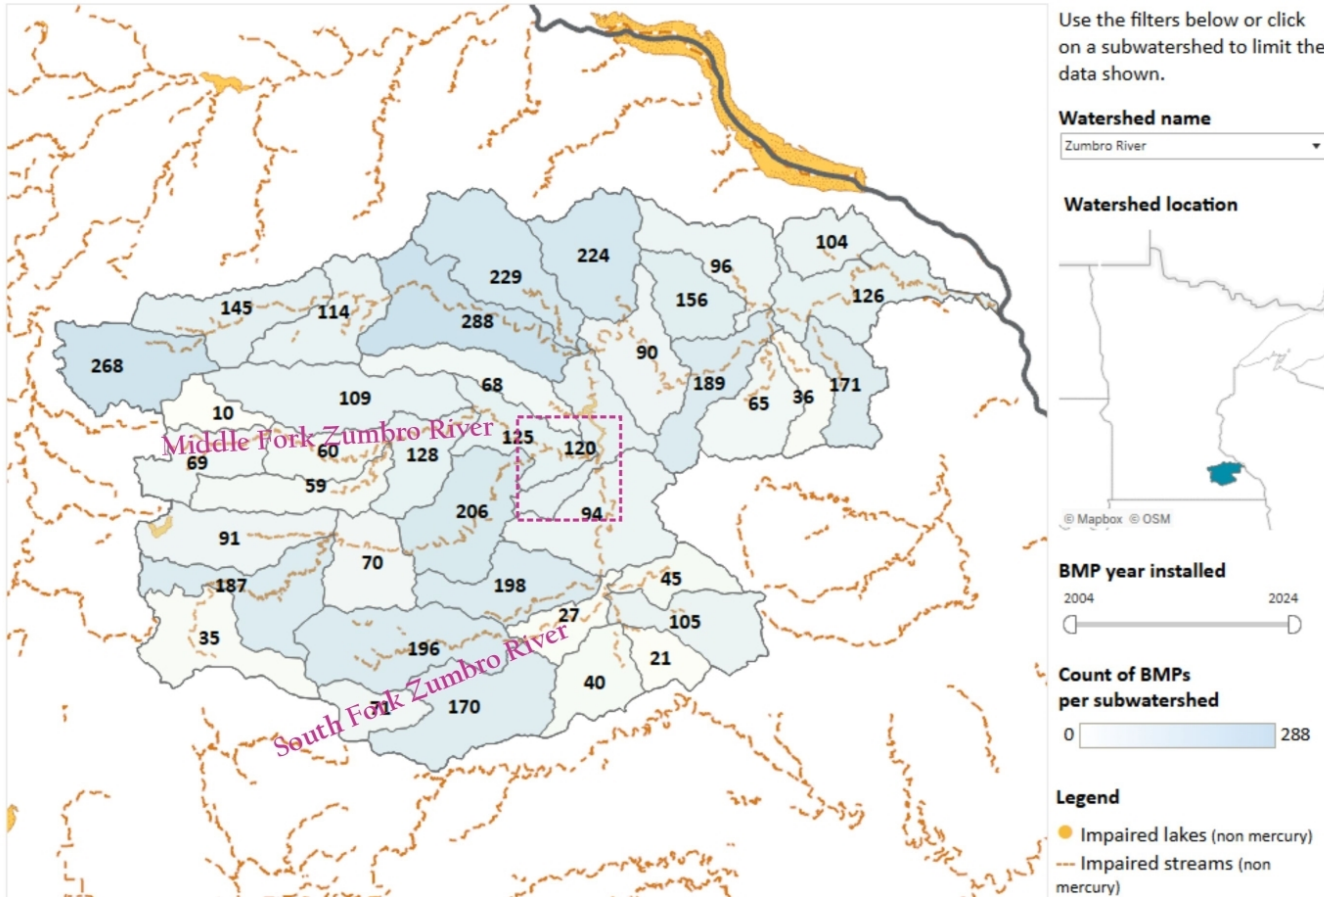 Use the filters below or click
on a subwatershed to limit the
data shown.
Watershed name
Zumbro River
Watershed location
© Mapbox © OSM
BMP year installed
2004 2024
Count of BMPs
per subwatershed
0 288
Legend
Impaired lakes (non mercury)
Impaired streams (non
mercury)
104
224
96
229
126
156
145
114
288
90
268
68
189
171
109
36
65
10
Middle Fork Zumbro River
125
120
60
128
69
59
206
94
91
70
45
187
198
27
105
35
196
21
South Fork Zumbro River
40
71
170